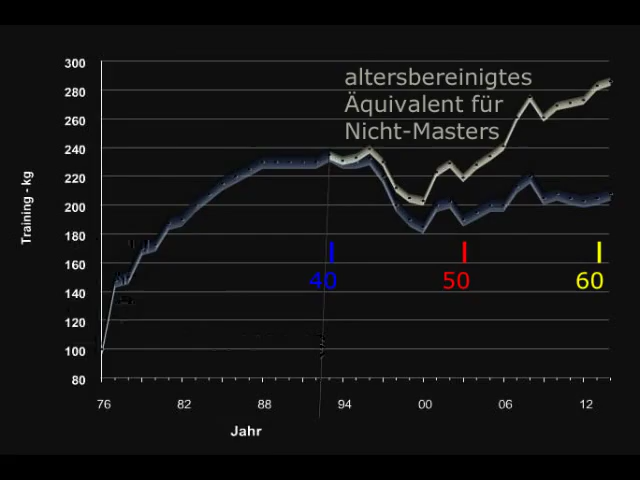 300
280
260
240
220
200
180
160
140
120
100
80
Training - kg
altersbereinigtes
Äquivalent für
Nicht-Masters
40
50
60
76 82 88 94 00 06 12
Jahr